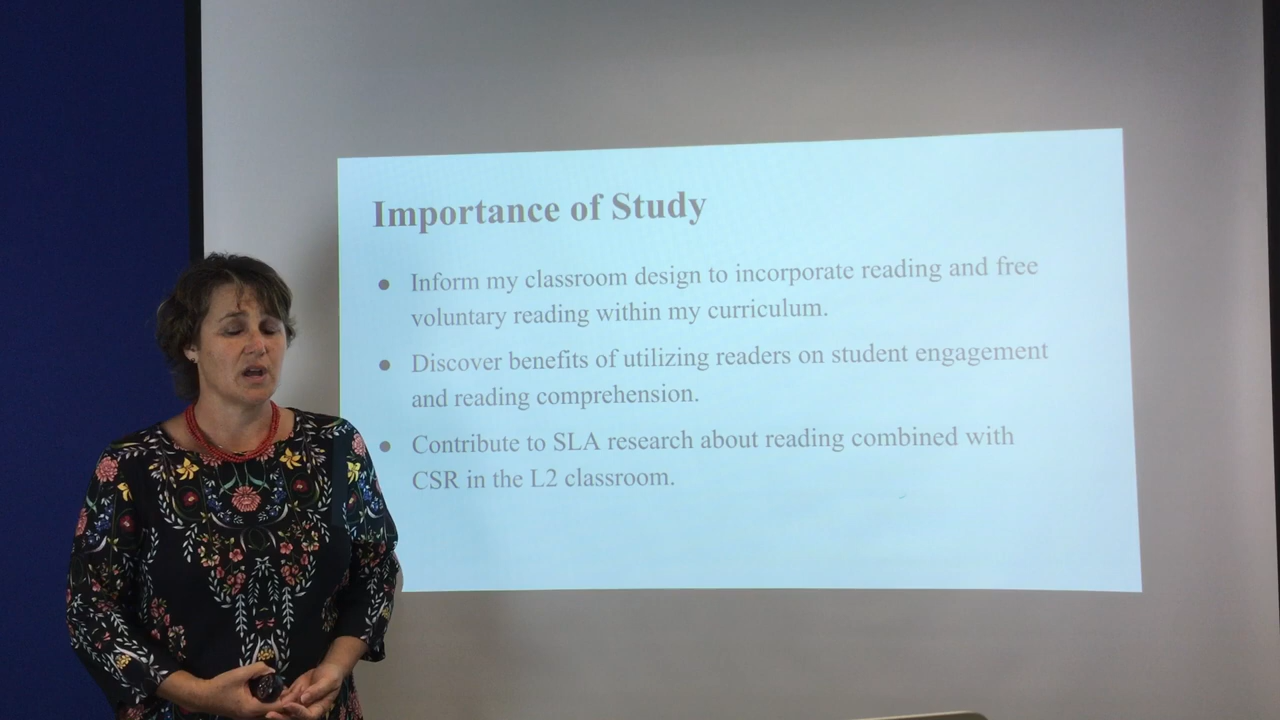 Importance of Study
● Inform my classroom design to incorporate reading and free
voluntary reading within my curriculum.
● Discover benefits of utilizing readers on student engagement
and reading comprehension.
● Contribute to SLA research about reading combined with
CSR in the L2 classroom.